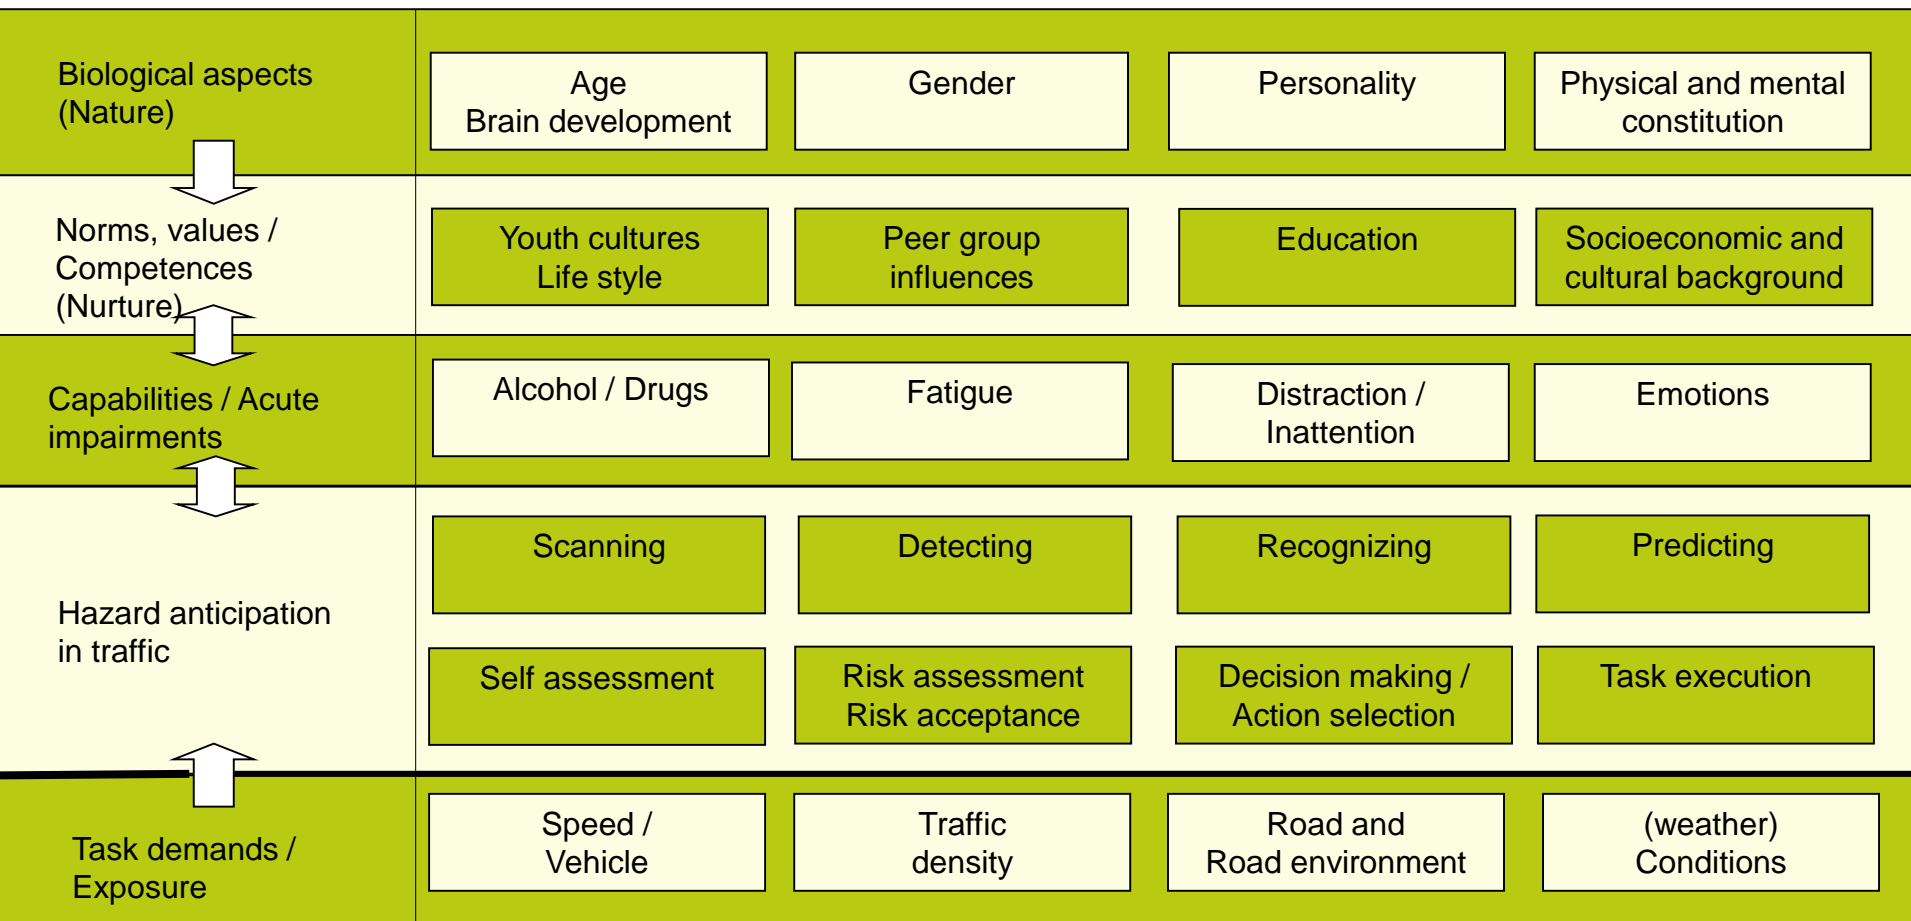 Biological aspects
(Nature)
Age
Brain development
Gender
Personality
Physical and mental
constitution
Norms, values /
Competences
(Nurture)
Youth cultures
Life style
Peer group
influences
Education
Socioeconomic and
cultural background
Capabilities / Acute
impairments
Alcohol / Drugs
Fatigue
Distraction /
Inattention
Emotions
Hazard anticipation
in traffic
Scanning
Detecting
Recognizing
Predicting
Self assessment
Risk assessment
Risk acceptance
Decision making /
Action selection
Task execution
Task demands /
Exposure
Speed /
Vehicle
Traffic
density
Road and
Road environment
(weather)
Conditions